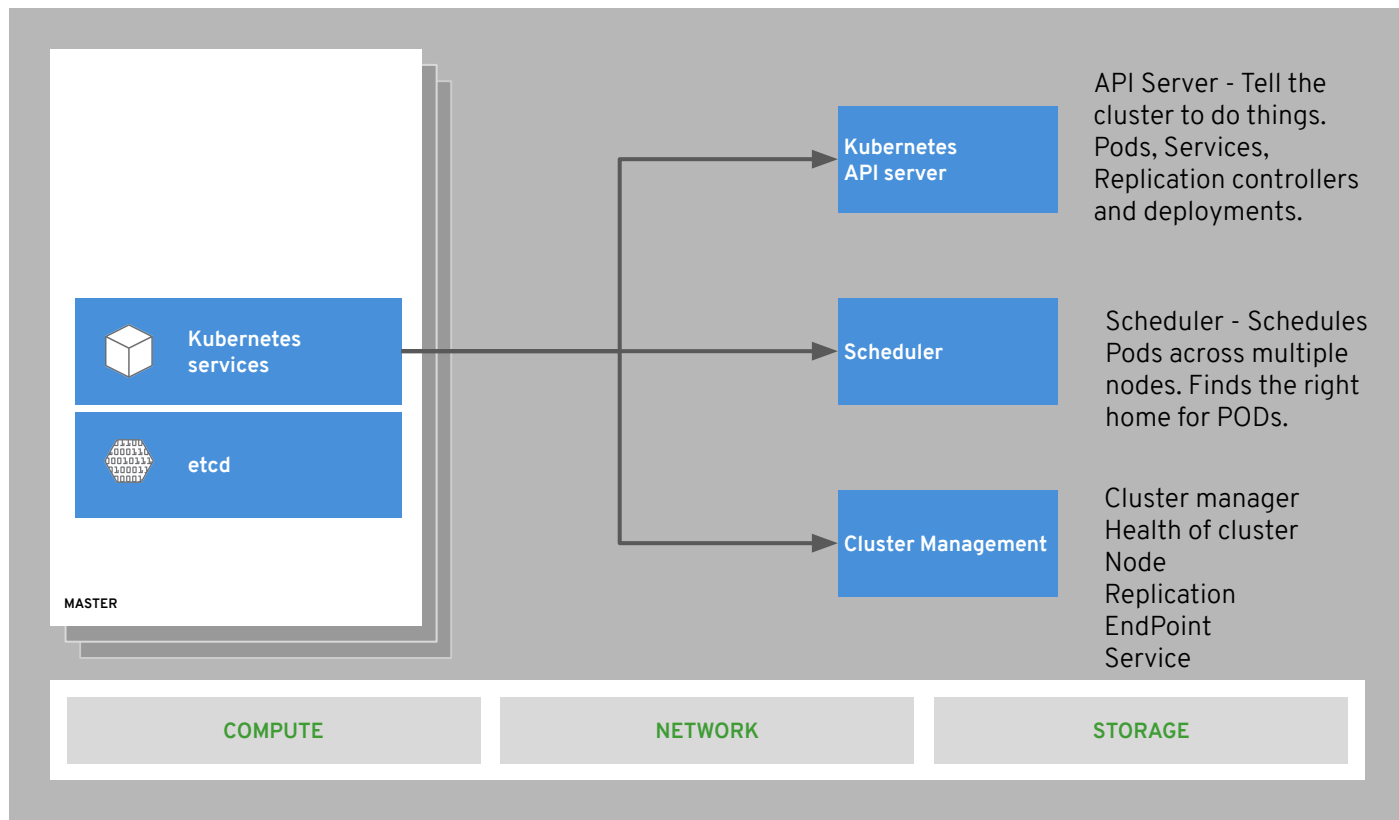 Kubernetes
services
etcd
MASTER
Kubernetes
API server
API Server - Tell the
cluster to do things.
Pods, Services,
Replication controllers
and deployments.
Scheduler
Scheduler - Schedules
Pods across multiple
nodes. Finds the right
home for PODs.
Cluster Management
Cluster manager
Health of cluster
Node
Replication
EndPoint
Service
COMPUTE
NETWORK
STORAGE